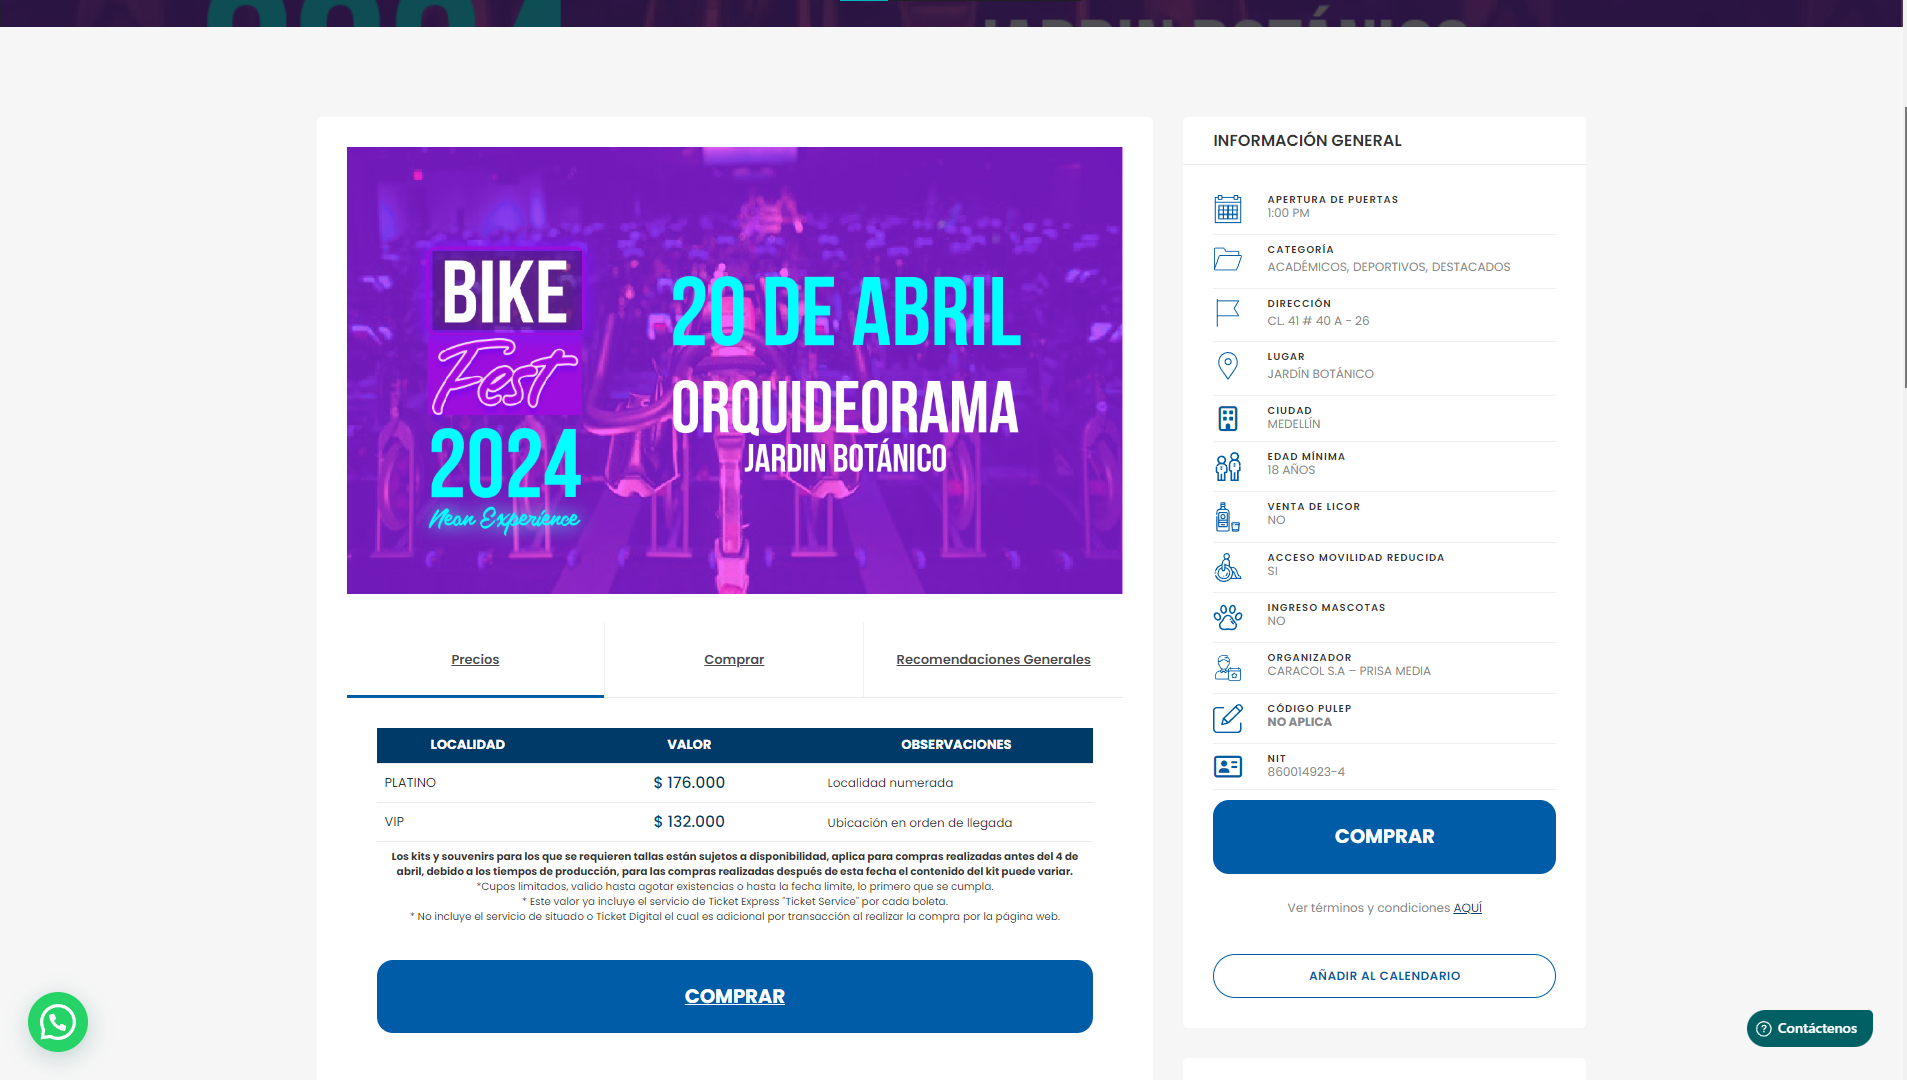 2024
JARDIN BOTÁNICO
BIKE
Fest
2024
Neon Experience
20 DE ABRIL
ORQUIDEORAMA
JARDIN BOTÁNICO
Precios
Comprar
Recomendaciones Generales
LOCALIDAD VALOR OBSERVACIONES
PLATINO $ 176.000 Localidad numerada
VIP $ 132.000 Ubicación en orden de llegada
Los kits y souvenirs para los que se requieren tallas están sujetos a disponibilidad, aplica para compras realizadas antes del 4 de
abril, debido a los tiempos de producción, para las compras realizadas después de esta fecha el contenido del kit puede variar.
*Cupos limitados, valido hasta agotar existencias o hasta la fecha limite, lo primero que se cumpla.
* Este valor ya incluye el servicio de Ticket Express "Ticket Service" por cada boleta.
* No incluye el servicio de situado o Ticket Digital el cual es adicional por transacción al realizar la compra por la página web.
COMPRAR
INFORMACIÓN GENERAL
APERTURA DE PUERTAS
1:00 PM
CATEGORÍA
ACADÉMICOS, DEPORTIVOS, DESTACADOS
DIRECCIÓN
CL. 41 # 40 A - 26
LUGAR
JARDÍN BOTÁNICO
CIUDAD
MEDELLÍN
EDAD MÍNIMA
18 AÑOS
VENTA DE LICOR
NO
ACCESO MOVILIDAD REDUCIDA
SI
INGRESO MASCOTAS
NO
ORGANIZADOR
CARACOL S.A – PRISA MEDIA
CÓDIGO PULEP
NO APLICA
NIT
860014923-4
COMPRAR
Ver términos y condiciones AQUÍ
AÑADIR AL CALENDARIO
Contáctenos